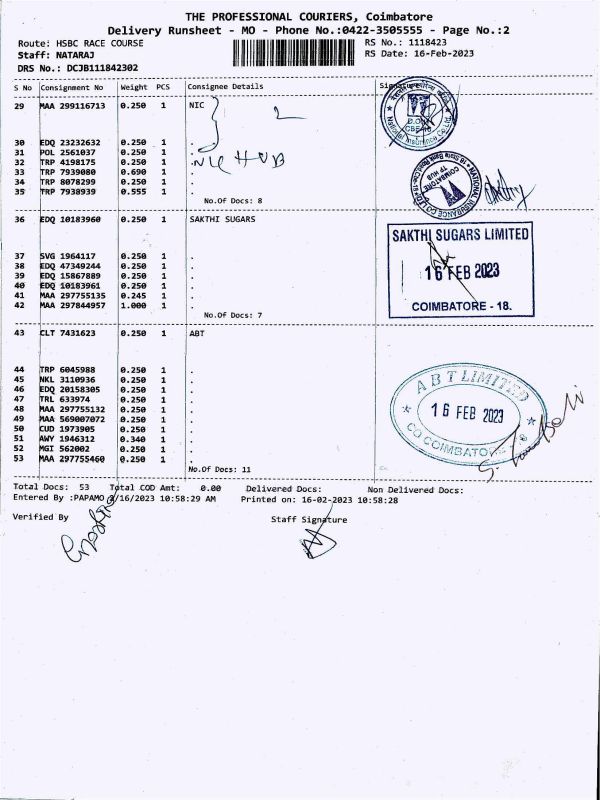 THE PROFESSIONAL COURIERS, Coimbatore
Delivery Runsheet - MO - Phone No.:0422-3505555 - Page No.:2
Route: HSBC RACE COURSE
RS No.: 1118423
Staff: NATARAJ
RS Date: 16-Feb-2023
DRS No.: DCJB111842302
S No Consignment No Weight PCS Consignee Details
29 MAA 299116713 0.250 1 NIC
30 EDQ 23232632 0.250 1 .
31 POL 2561037 0.250 1 .
32 TRP 4198175 0.250 1 .
NIC HUB
33 TRP 7939080 0.690 1 .
34 TRP 8078299 0.250 1 .
35 TRP 7938939 0.555 1 .
No.Of Docs: 8
36 EDQ 10183960 0.250 1 SAKTHI SUGARS
SAKTHI SUGARS LIMITED
16 FEB 2023
COIMBATORE - 18.
37 SVG 1964117 0.250 1 .
38 EDQ 47349244 0.250 1 .
39 EDQ 15867889 0.250 1 .
40 EDQ 10183961 0.250 1 .
41 MAA 297755135 0.245 1 .
42 MAA 297844957 1.000 1 .
No.Of Docs: 7
43 CLT 7431623 0.250 1 ABT
44 TRP 6045988 0.250 1 .
45 NKL 3110936 0.250 1 .
46 EDQ 20158305 0.250 1 .
47 TRL 633974 0.250 1 .
48 MAA 297755132 0.250 1 .
49 MAA 569007072 0.250 1 .
50 CUD 1973905 0.250 1 .
51 AWY 1946312 0.340 1 .
52 MGI 562002 0.250 1 .
53 MAA 297755460 0.250 1 .
No.Of Docs: 11
ABT LIMITED
16 FEB 2023
Total Docs: 53 Total COD Amt: 0.00 Delivered Docs: Non Delivered Docs:
Entered By :PAPAMO /16/2023 10:58:29 AM Printed on: 16-02-2023 10:58:28
Verified By
Staff Signature